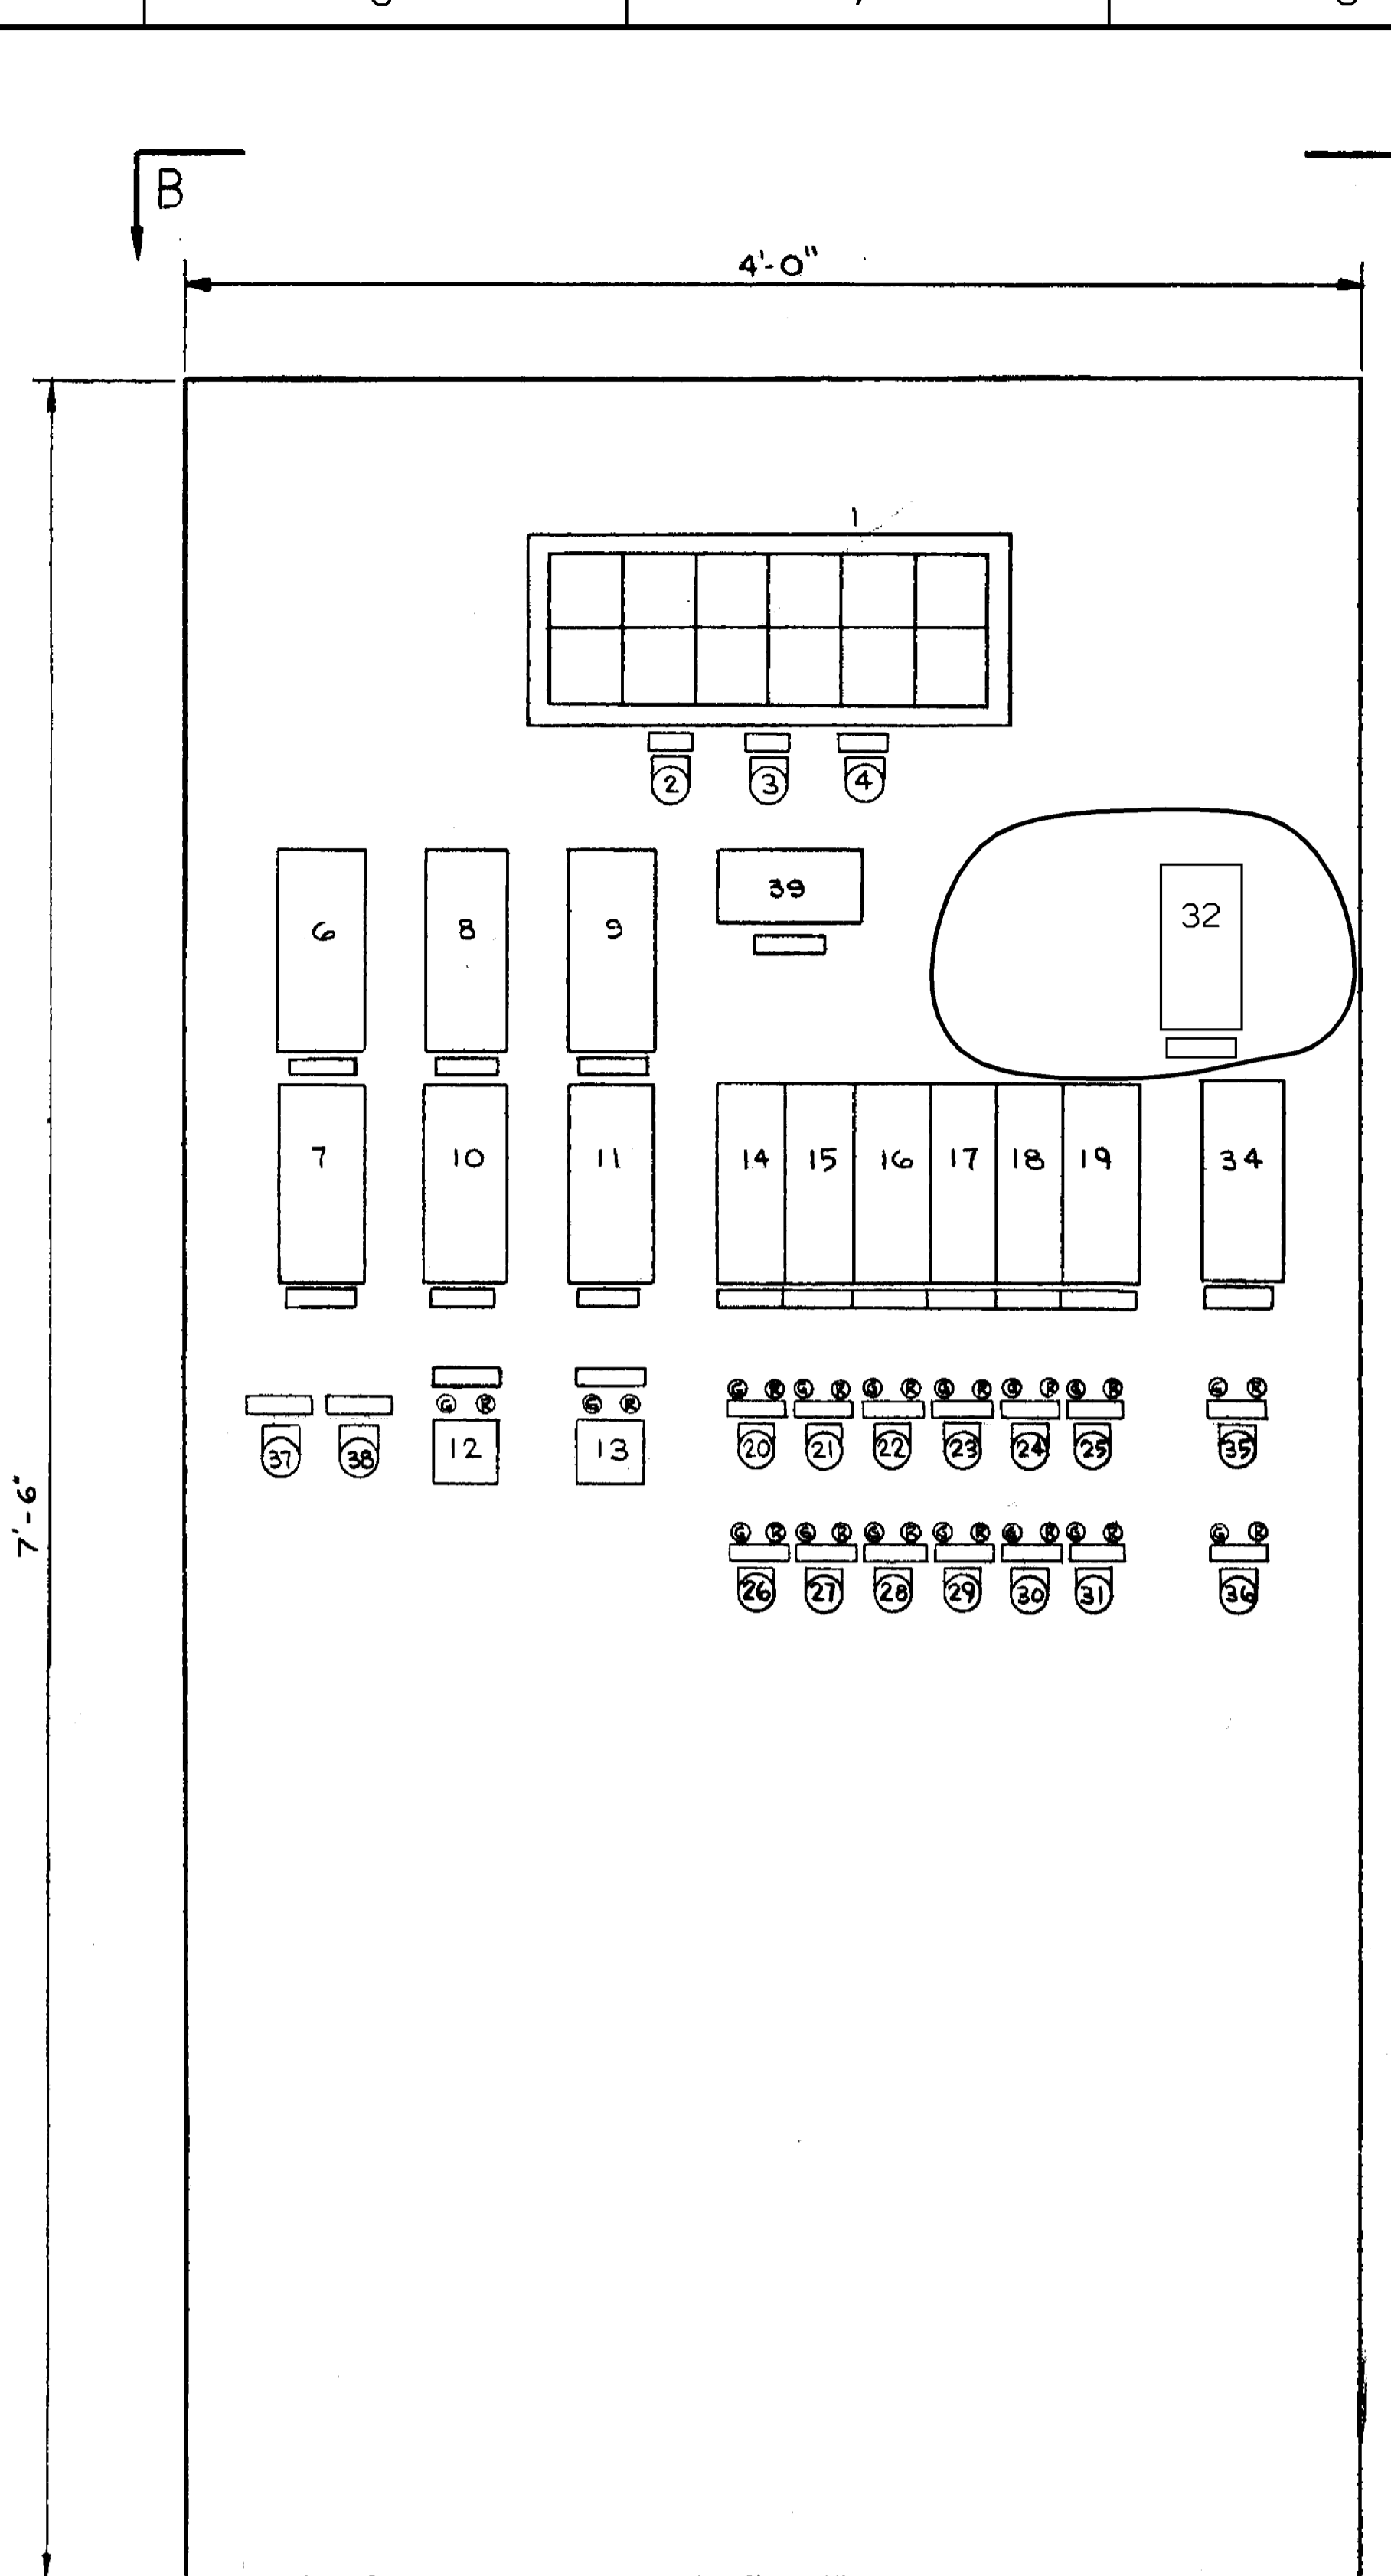 B
4'-0"
1
2 3 4
6 8 9 39 32
7 10 11 14 15 16 17 18 19 34
G R G R G R G R G R G R G R G R G R
37 38 12 13 20 21 22 23 24 25 35
7'-6"
G R G R G R G R G R G R G R
26 27 28 29 30 31 36